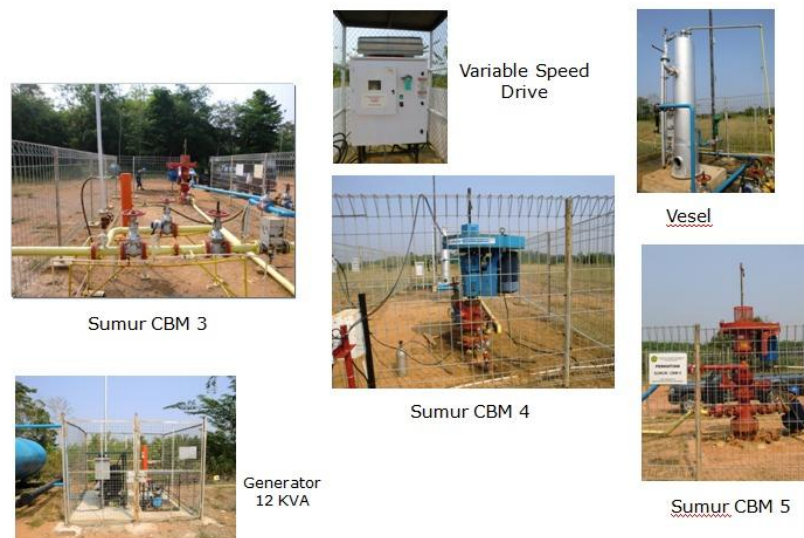 Variable Speed
Drive
Vesel
Sumur CBM 3
Sumur CBM 4
Generator
12 KVA
Sumur CBM 5